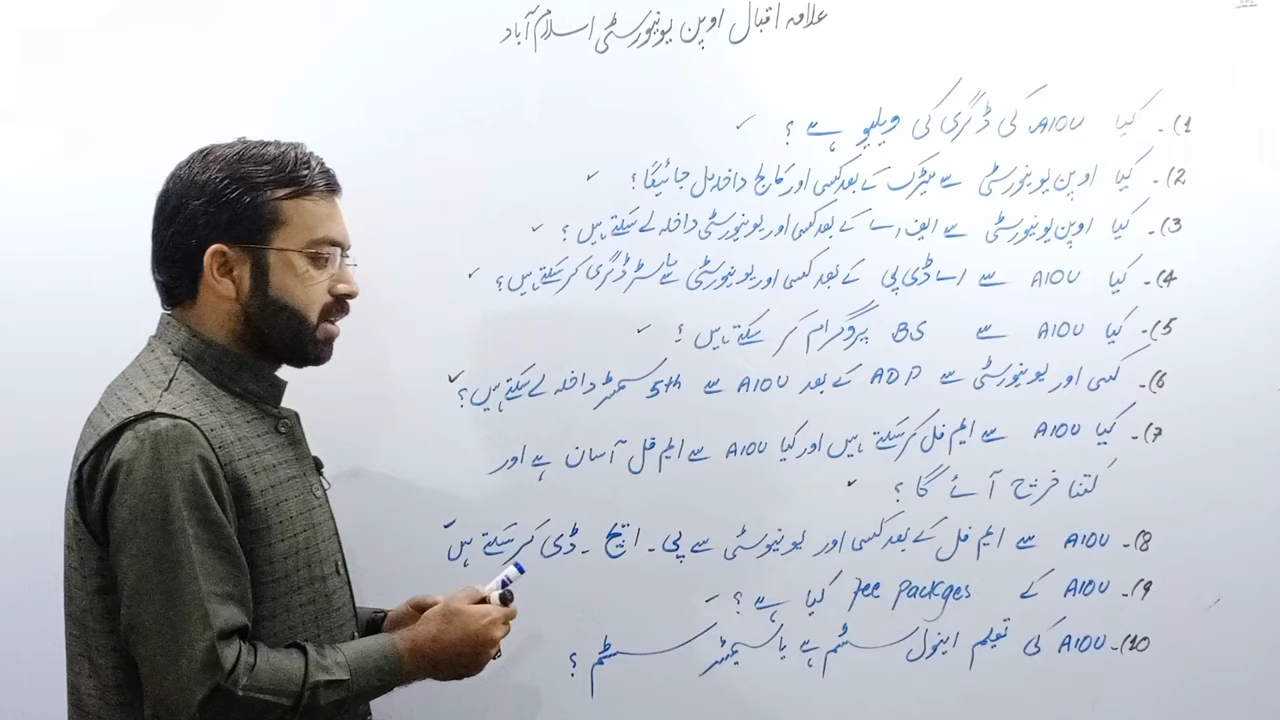 علامہ اقبال اوپن یونیورسٹی اسلام آباد
1)۔ کیا AIOU کی ڈگری کی ویلیو ہے ؟ ✓
2)۔ کیا اوپن یونیورسٹی سے میٹرک کے بعد کسی اور کالج داخلہ مل جائیگا؟ ✓
3)۔ کیا اوپن یونیورسٹی سے ایف اے کے بعد کسی اور یونیورسٹی داخلہ لے سکتے ہیں ؟ ✓
4)۔ کیا AIOU سے اے ڈی پی کے بعد کسی اور یونیورسٹی سے ماسٹر ڈگری کر سکتے ہیں؟ ✓
5)۔ کیا AIOU سے BS پروگرام کر سکتے ہیں ؟ ✓
6)۔ کسی اور یونیورسٹی سے ADP کے بعد AIOU سے 5th سمسٹر داخلہ لے سکتے ہیں؟ ✓
7)۔ کیا AIOU سے ایم فل کر سکتے ہیں اور کیا AIOU سے ایم فل آسان ہے اور
کتنا خرچ آئے گا ؟ ✓
8)۔ AIOU سے ایم فل کے بعد کسی اور یونیوسٹی سے پی۔ ایچ۔ ڈی کر سکتے ہیں
9)۔ AIOU کے Fee Packges کیا ہے ؟
10)۔ AIOU کی تعلم اینول سسٹم ہے یا سمیسٹر سسٹم ؟